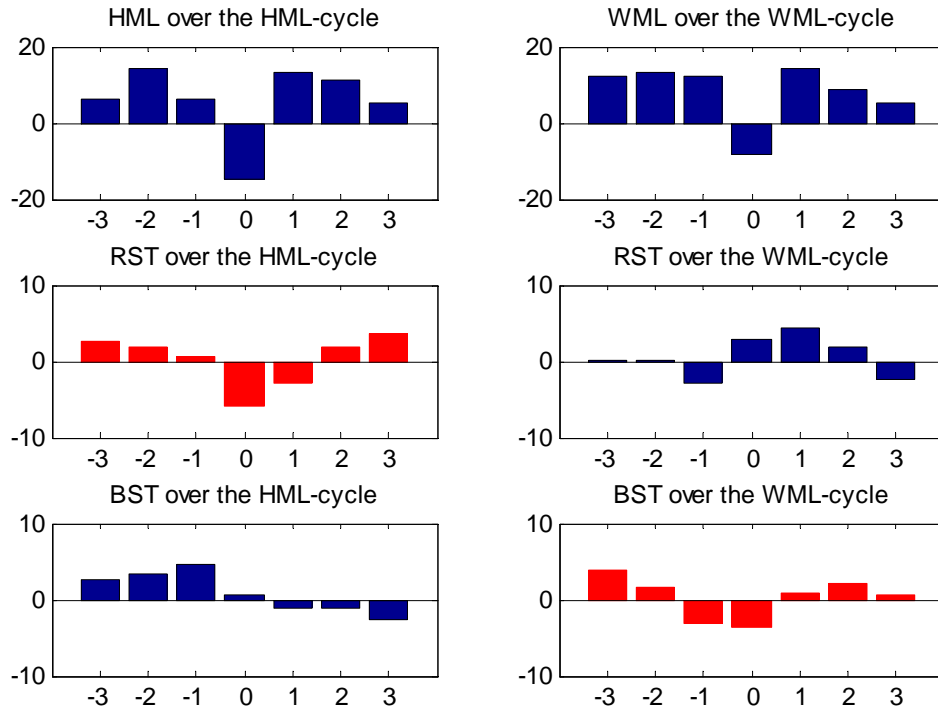 HML over the HML-cycle
20
0
-20
-3 -2 -1 0 1 2 3
WML over the WML-cycle
20
0
-20
-3 -2 -1 0 1 2 3
RST over the HML-cycle
10
0
-10
-3 -2 -1 0 1 2 3
RST over the WML-cycle
10
0
-10
-3 -2 -1 0 1 2 3
BST over the HML-cycle
10
0
-10
-3 -2 -1 0 1 2 3
BST over the WML-cycle
10
0
-10
-3 -2 -1 0 1 2 3